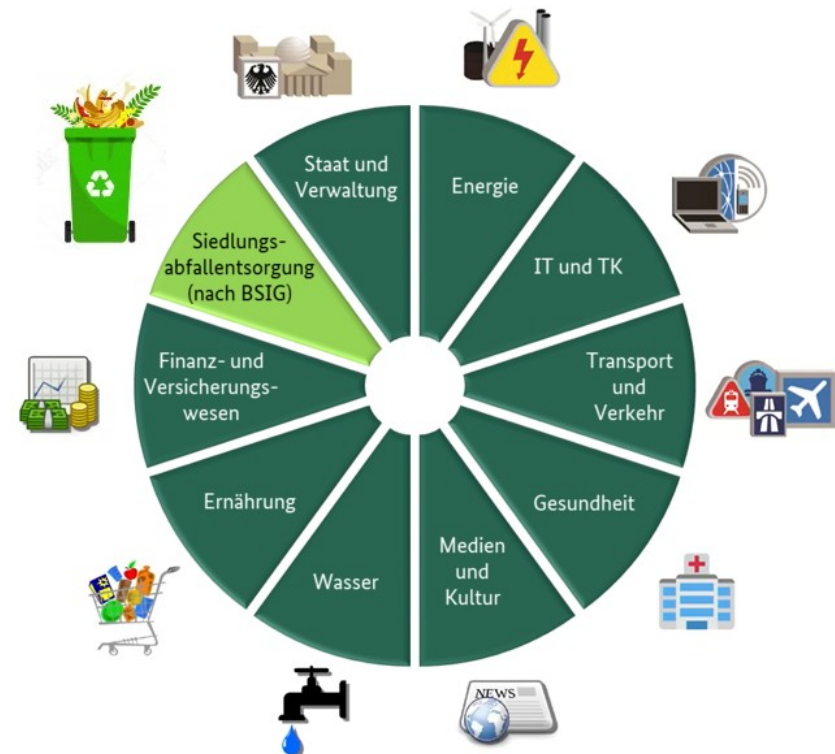 Staat und
Verwaltung
Energie
IT und TK
Transport
und
Verkehr
Gesundheit
Medien
und
Kultur
Wasser
Ernährung
Finanz- und
Versicherungs-
wesen
Siedlungs-
abfallentsorgung
(nach BSIG)
NEWS